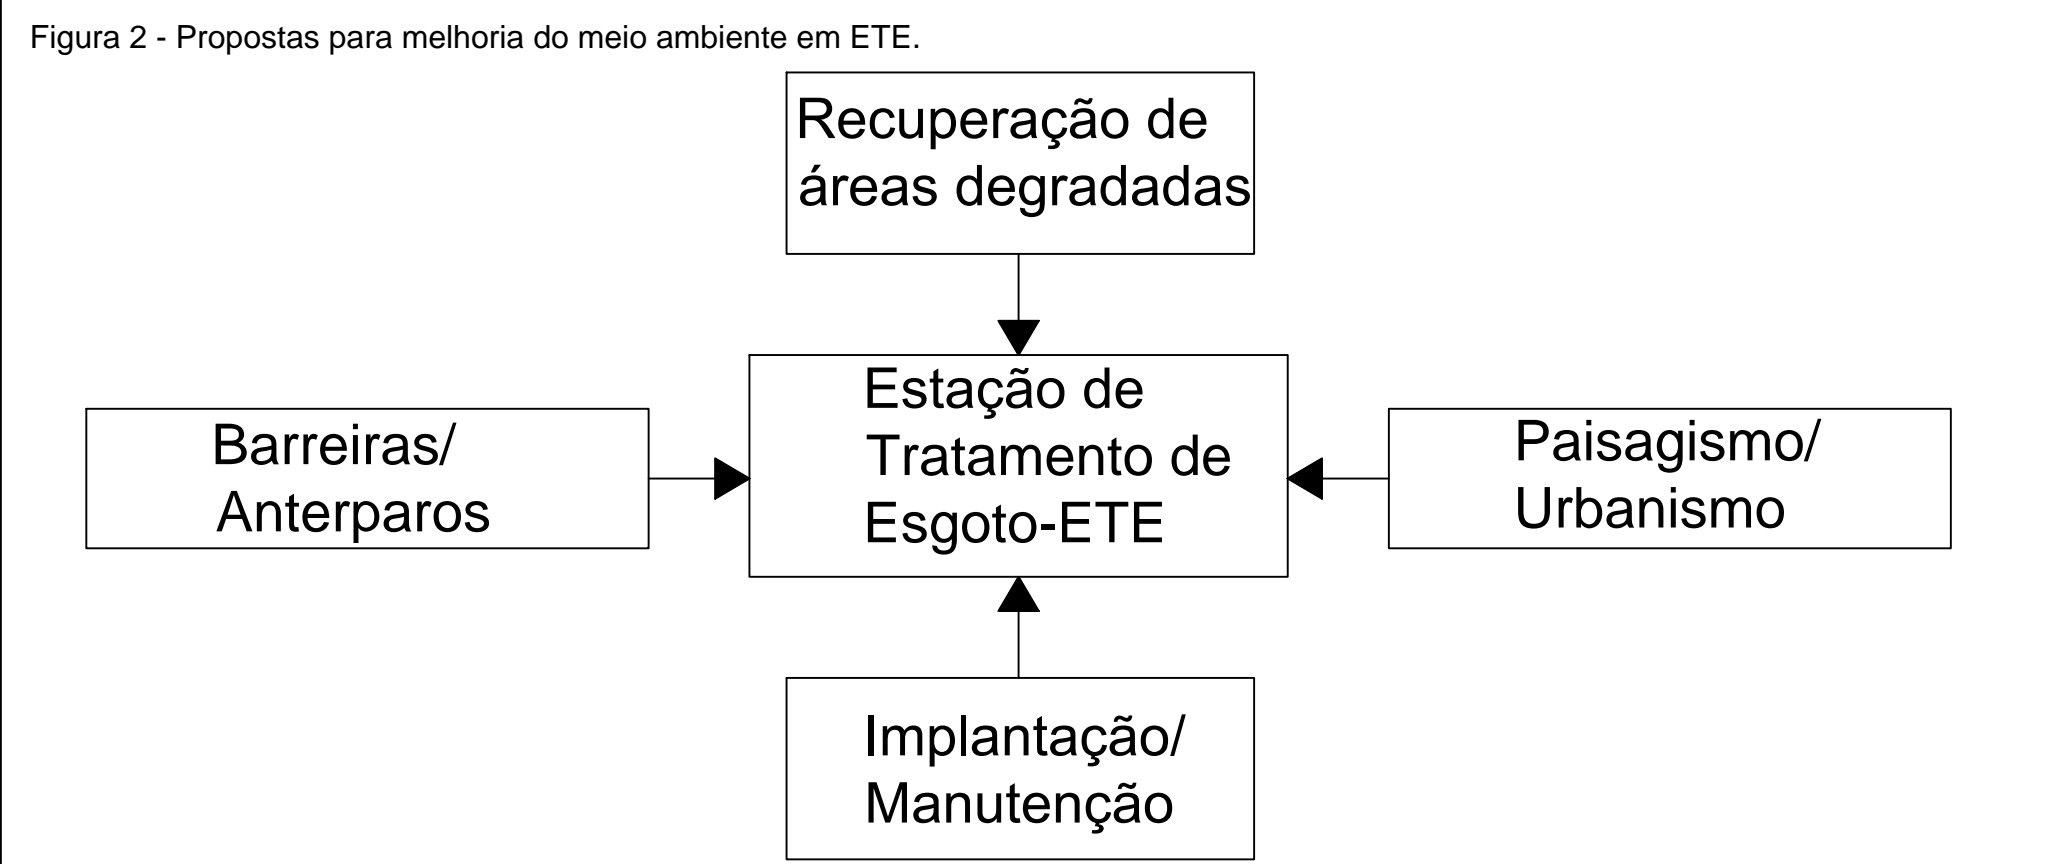 Figura 2 - Propostas para melhoria do meio ambiente em ETE.
Recuperação de
áreas degradadas
Barreiras/
Anterparos
Estação de
Tratamento de
Esgoto-ETE
Paisagismo/
Urbanismo
Implantação/
Manutenção